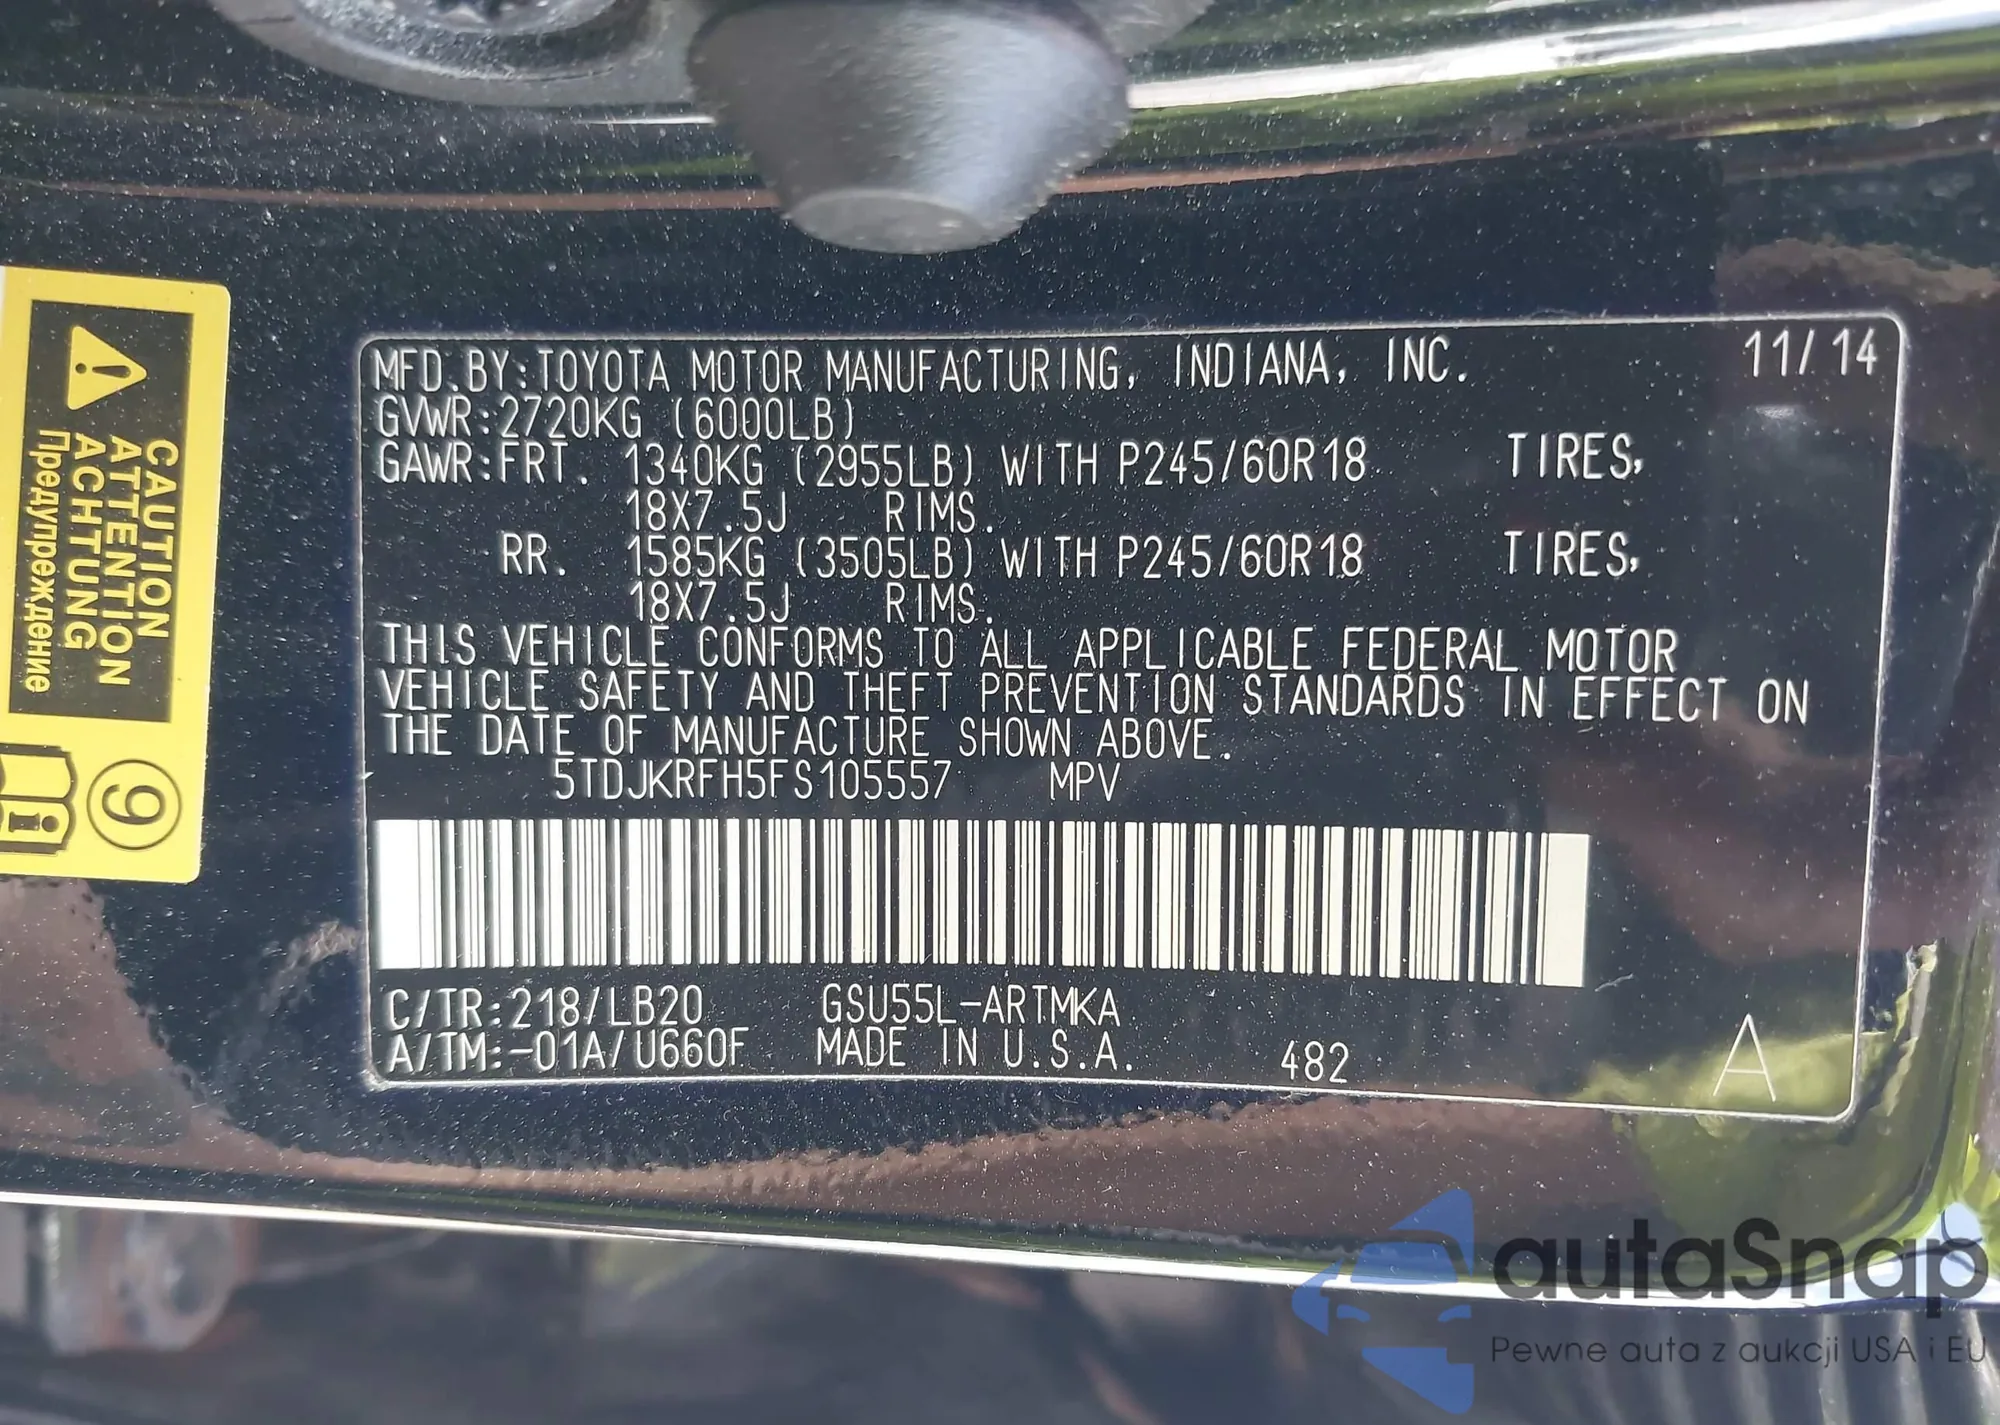 MFD.BY:TOYOTA MOTOR MANUFACTURING, INDIANA, INC. 11/14
GVWR:2720KG (6000LB)
GAWR:FRT. 1340KG (2955LB) WITH P245/60R18 TIRES,
18X7.5J RIMS.
RR. 1585KG (3505LB) WITH P245/60R18 TIRES,
18X7.5J RIMS.
THIS VEHICLE CONFORMS TO ALL APPLICABLE FEDERAL MOTOR
VEHICLE SAFETY AND THEFT PREVENTION STANDARDS IN EFFECT ON
THE DATE OF MANUFACTURE SHOWN ABOVE.
5TDJKRFH5FS105557 MPV
C/TR:218/LB20 GSU55L-ARTMKA
A/TM:-01A/U660F MADE IN U.S.A. 482 A
CAUTION
ATTENTION
ACHTUNG
Предупреждение
9
autaSnap
Pewne auta z aukcji USA i EU